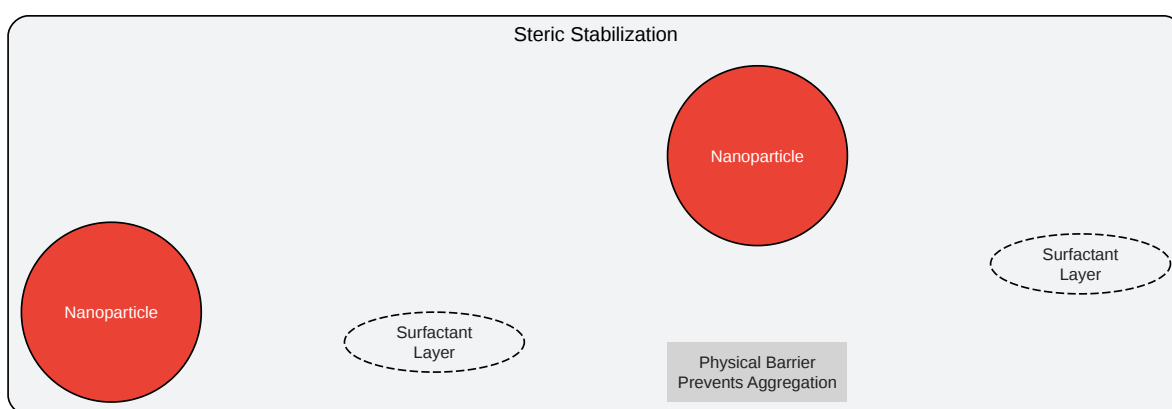 Steric Stabilization
Nanoparticle
Surfactant
Layer
Nanoparticle
Surfactant
Layer
Physical Barrier
Prevents Aggregation